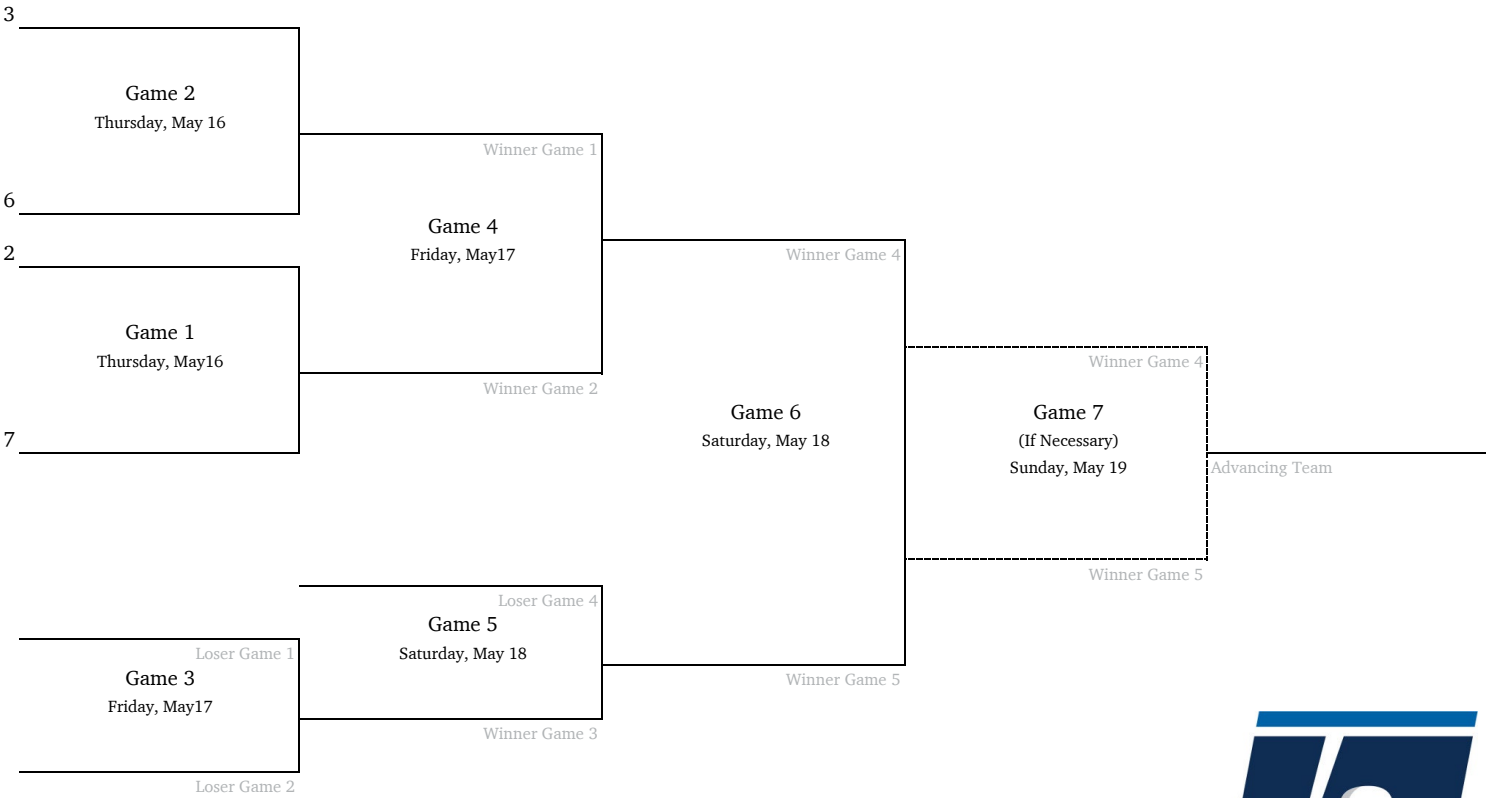 3
Game 2
Thursday, May 16
Winner Game 1
6
Game 4
Friday, May17
2
Winner Game 4
Game 1
Thursday, May16
Winner Game 4
Winner Game 2
Game 6
Saturday, May 18
Game 7
(If Necessary)
Sunday, May 19
7
Advancing Team
Winner Game 5
Loser Game 4
Game 5
Saturday, May 18
Loser Game 1
Game 3
Friday, May17
Winner Game 5
Winner Game 3
Loser Game 2